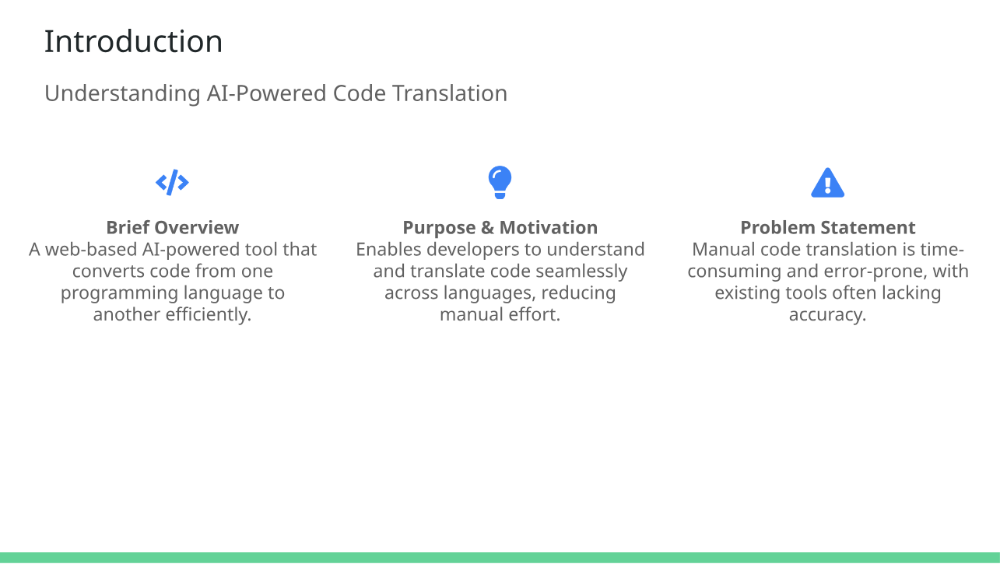 Introduction
Understanding AI-Powered Code Translation
Brief Overview
A web-based AI-powered tool that
converts code from one
programming language to
another efficiently.
Purpose & Motivation
Enables developers to understand
and translate code seamlessly
across languages, reducing
manual effort.
Problem Statement
Manual code translation is time-
consuming and error-prone, with
existing tools often lacking
accuracy.